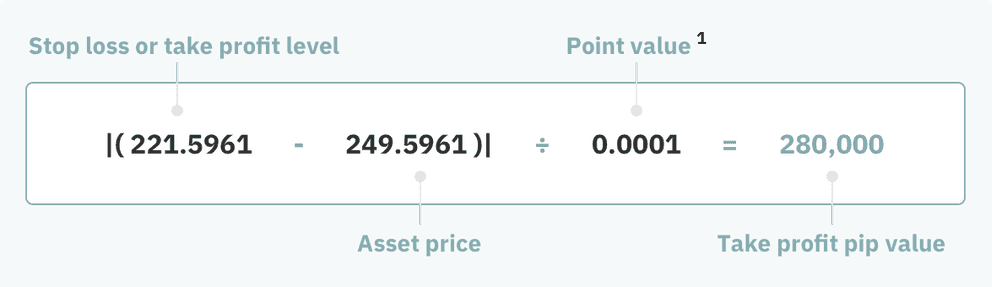 Stop loss or take profit level
Point value 1
|( 221.5961 - 249.5961 )| ÷ 0.0001 = 280,000
Asset price
Take profit pip value